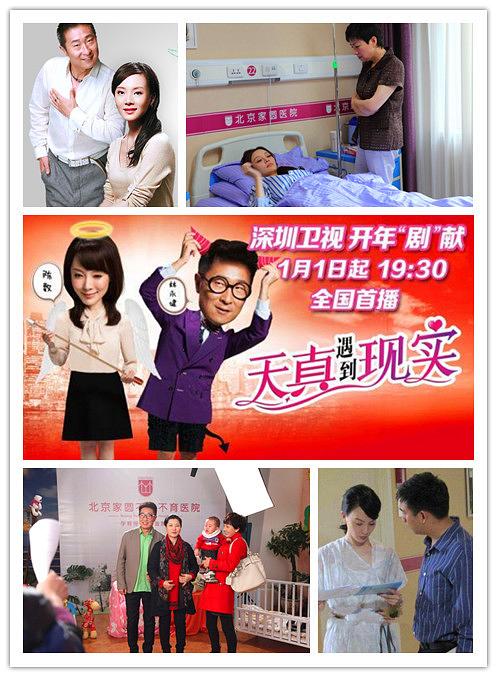 22
北京家圆医院
北
深圳卫视 开年“剧”献
1月1日起 19:30
全国首播
陈数
林永健
天真遇到现实
北京家圆
不育医院